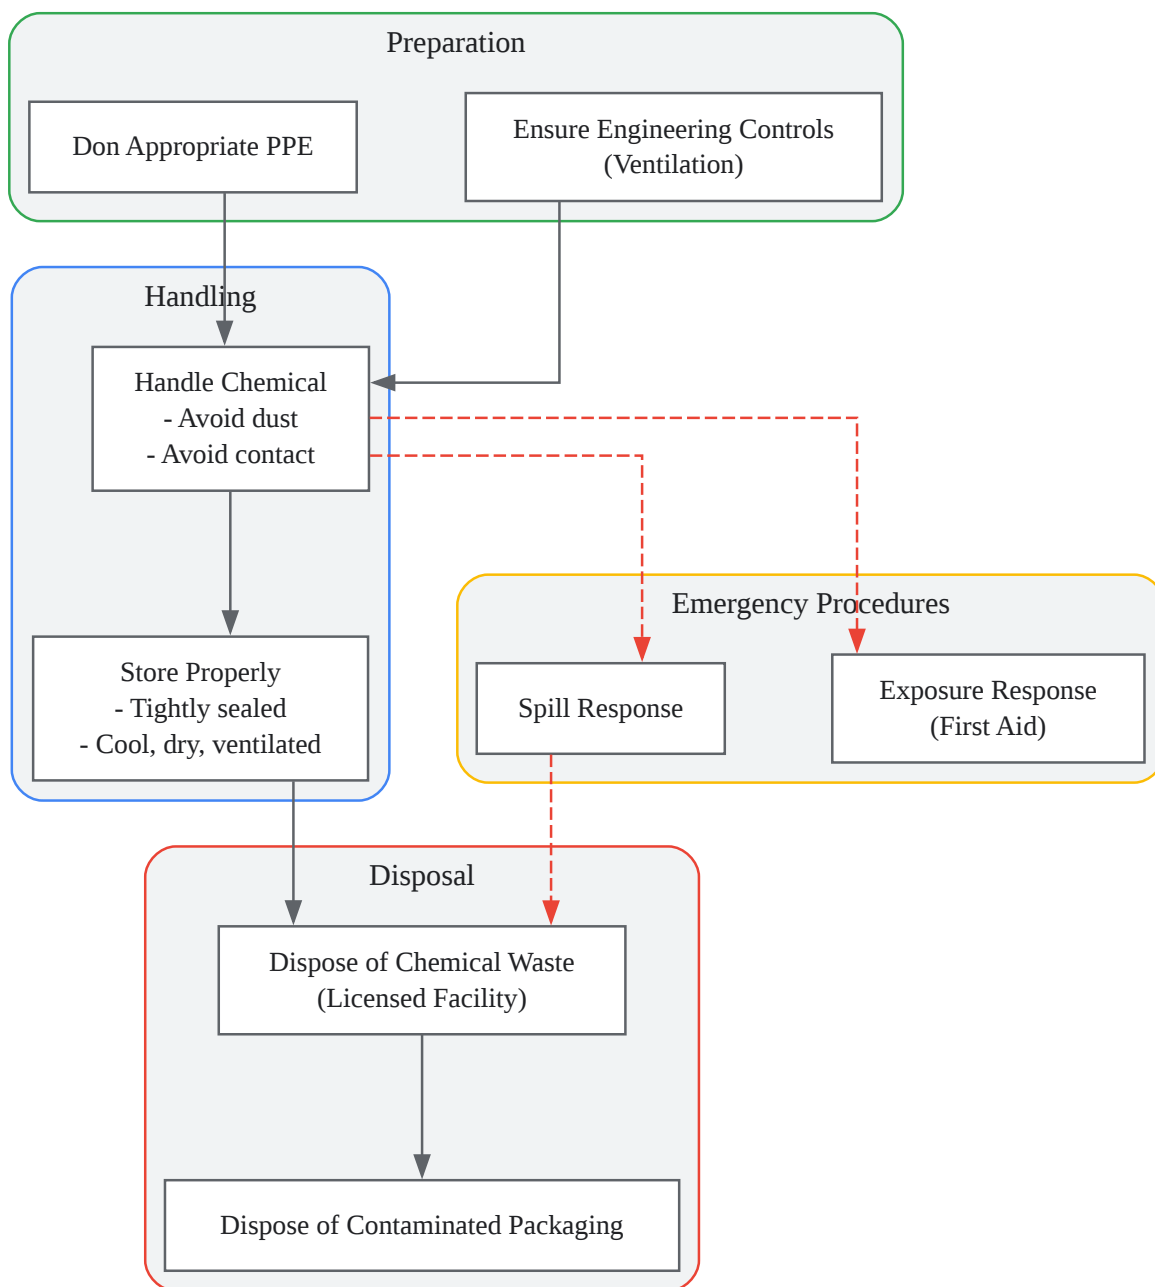 Preparation
Don Appropriate PPE
Ensure Engineering Controls
(Ventilation)
Handling
Handle Chemical
- Avoid dust
- Avoid contact
Store Properly
- Tightly sealed
- Cool, dry, ventilated
Emergency Procedures
Spill Response
Exposure Response
(First Aid)
Disposal
Dispose of Chemical Waste
(Licensed Facility)
Dispose of Contaminated Packaging